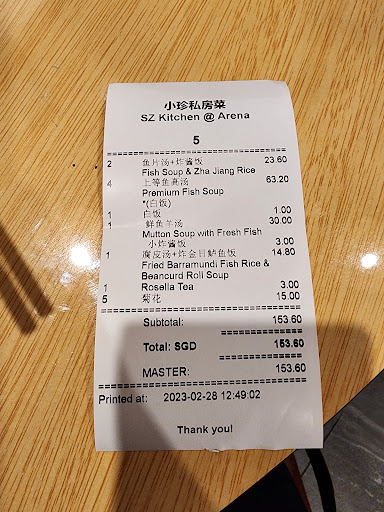 小珍私房菜
SZ Kitchen @ Arena
5
2 鱼片汤+炸酱饭 23.60
Fish Soup & Zha Jiang Rice
4 上等鱼高汤 63.20
Premium Fish Soup
*(白饭)
1 白饭 1.00
1 鲜鱼羊汤 30.00
Mutton Soup with Fresh Fish
小炸酱饭 3.00
1 腐皮汤+炸金目鲈鱼饭 14.80
Fried Barramundi Fish Rice &
Beancurd Roll Soup
1 Rosella Tea 3.00
5 菊花 15.00
Subtotal: 153.60
Total: SGD 153.60
MASTER: 153.60
Printed at: 2023-02-28 12:49:02
Thank you!